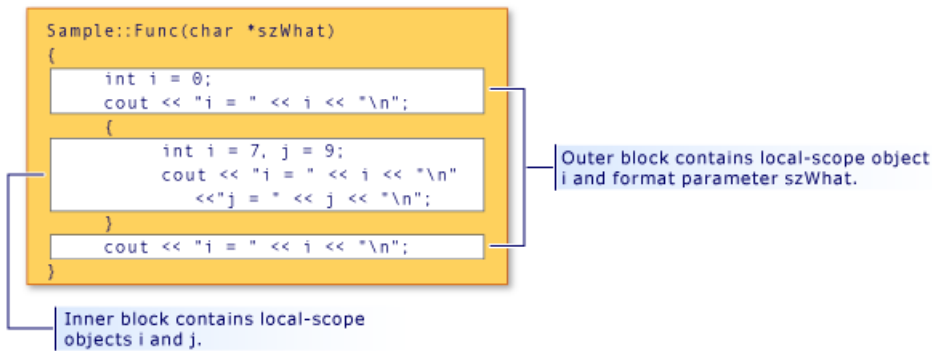 Sample::Func(char *szWhat)
{
int i = 0;
cout << "i = " << i << "\n";
{
int i = 7, j = 9;
cout << "i = " << i << "\n"
<<"j = " << j << "\n";
}
cout << "i = " << i << "\n";
}
Outer block contains local-scope object
i and format parameter szWhat.
Inner block contains local-scope
objects i and j.